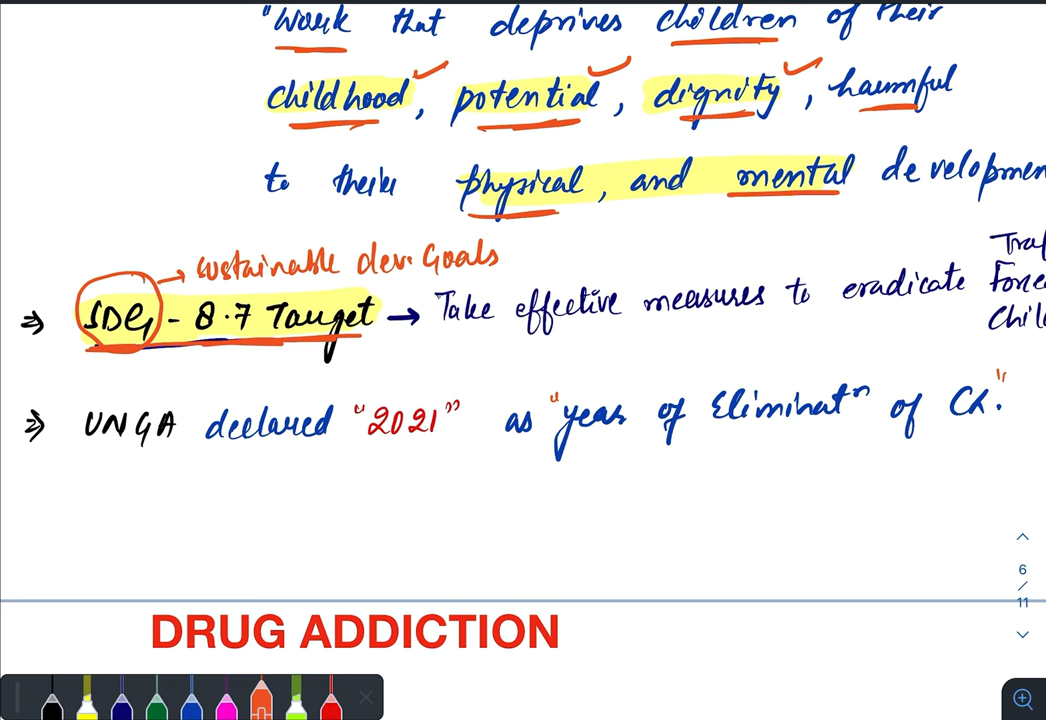 "Work that deprives children of their
childhood, potential, dignity, harmful
to their physical, and mental developmen
→ Sustainable dev. Goals
⇒ SDG - 8.7 Target → Take effective measures to eradicate
⇒ UNGA declared "2021" as "year of Eliminatn of CL."
6
/
11
DRUG ADDICTION